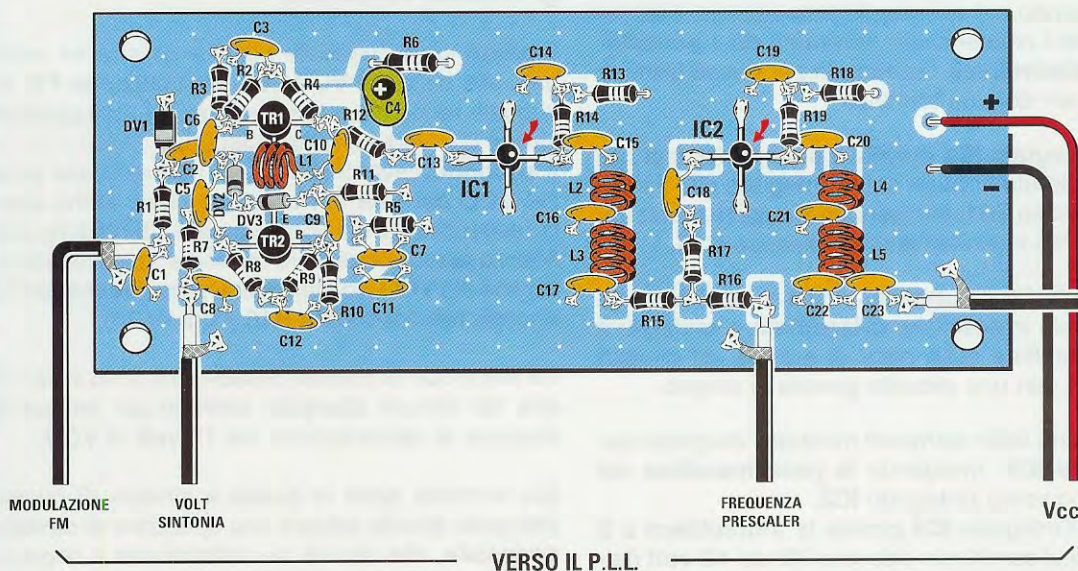 C3
R6
C14
C19
R3
R2
R4
R13
R18
DV1
C6
TR1
C4
R12
R14
IC2
R19
+
B
C
C10
C13
C15
C20
C2
L1
IC1
C5
R11
L2
C18
L4
R1
DV2
DV3
E
C9
R5
C16
C21
R7
C
TR2
B
C7
L3
R17
L5
C1
R8
R9
C17
R16
C8
C11
R15
C22
C23
R10
C12
–
MODULAZIONE
FM
VOLT
SINTONIA
FREQUENZA
PRESCALER
Vcc
VERSO IL P.L.L.